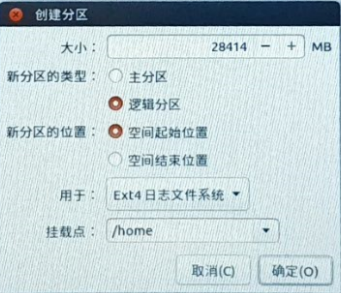 创建分区
大小： 28414 − + MB
新分区的类型： 主分区
逻辑分区
新分区的位置： 空间起始位置
空间结束位置
用于： Ext4 日志文件系统
挂载点： /home
取消(C) 确定(O)